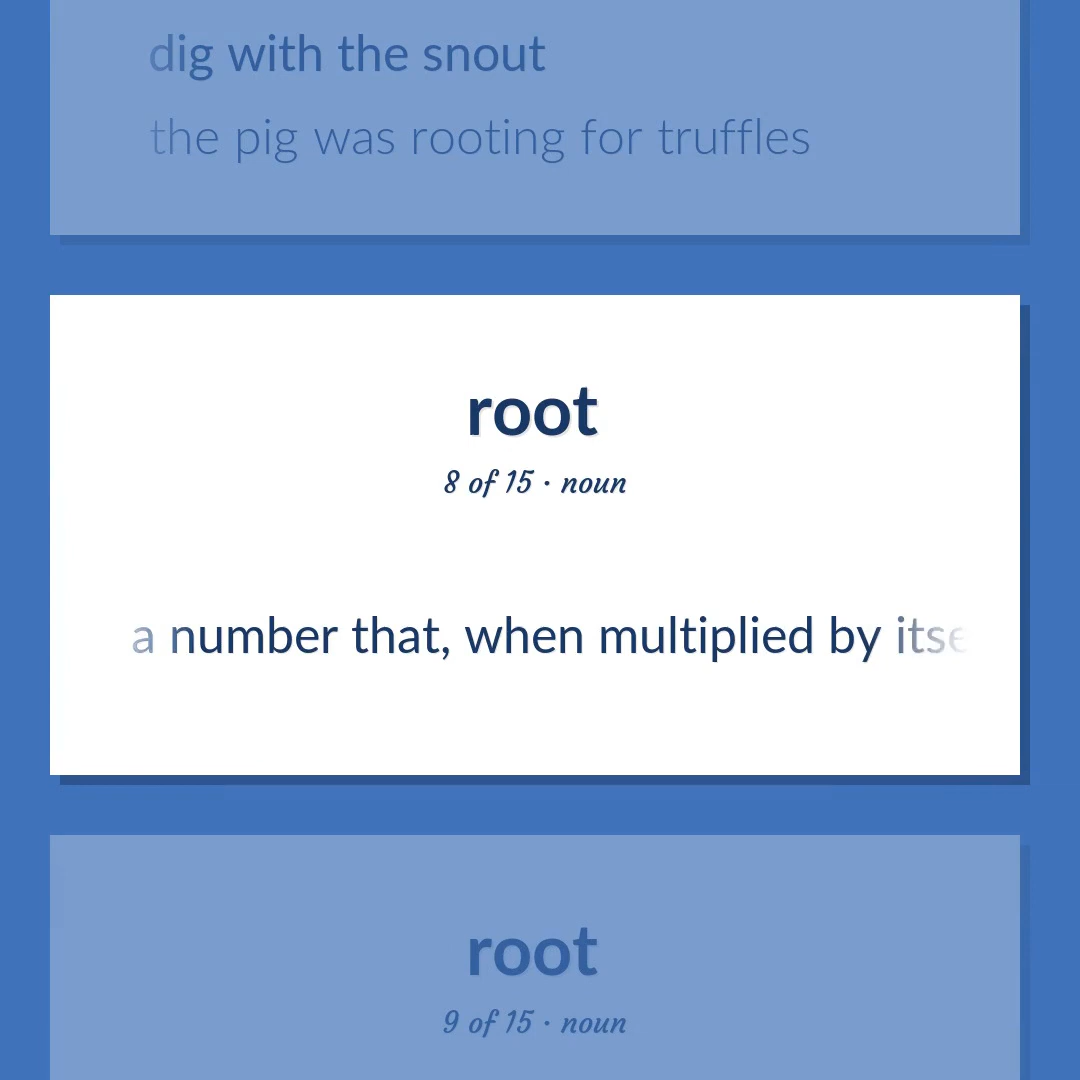 dig with the snout
the pig was rooting for truffles
root
8 of 15 · noun
a number that, when multiplied by itse
root
9 of 15 · noun